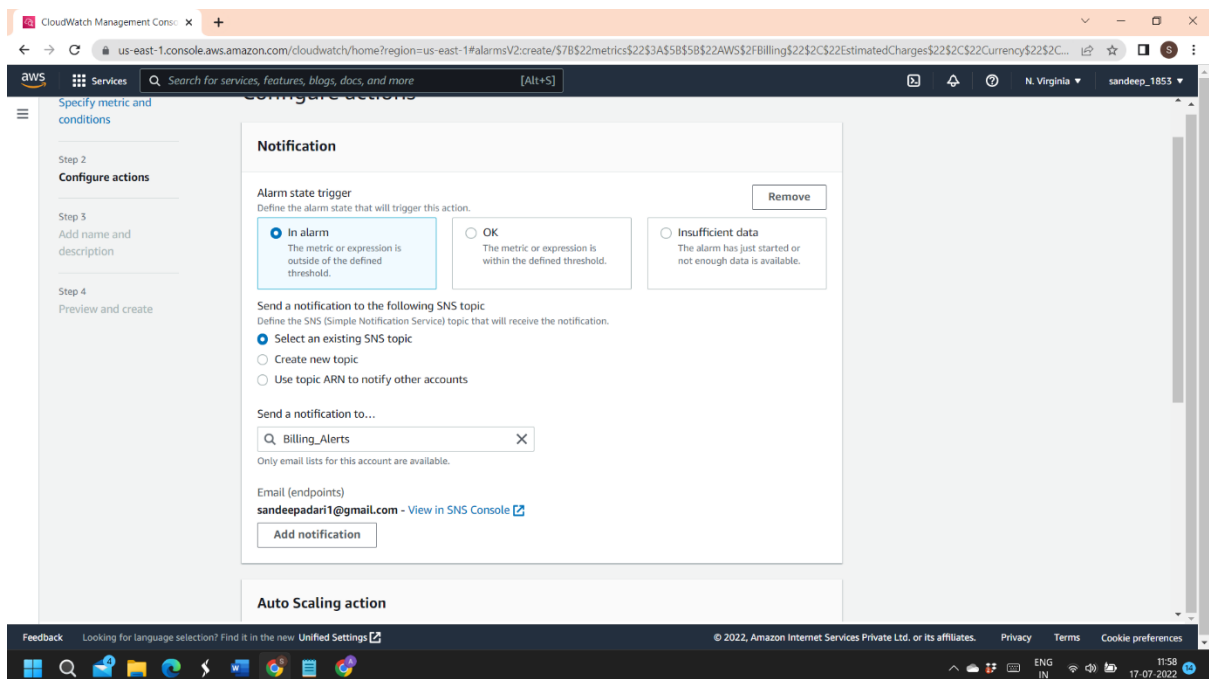 CloudWatch Management Conso
us-east-1.console.aws.amazon.com/cloudwatch/home?region=us-east-1#alarmsV2:create/$7B$22metrics$22$3A$5B$5B$22AWS$2FBilling$22$2C$22EstimatedCharges$22$2C$22Currency$22$2C...
S
aws
Services
Search for services, features, blogs, docs, and more
[Alt+S]
N. Virginia
sandeep_1853
Specify metric and
conditions
Step 2
Configure actions
Step 3
Add name and
description
Step 4
Preview and create
Configure actions
Notification
Alarm state trigger
Define the alarm state that will trigger this action.
Remove
In alarm
The metric or expression is
outside of the defined
threshold.
OK
The metric or expression is
within the defined threshold.
Insufficient data
The alarm has just started or
not enough data is available.
Send a notification to the following SNS topic
Define the SNS (Simple Notification Service) topic that will receive the notification.
Select an existing SNS topic
Create new topic
Use topic ARN to notify other accounts
Send a notification to...
Billing_Alerts
Only email lists for this account are available.
Email (endpoints)
sandeepadari1@gmail.com - View in SNS Console
Add notification
Auto Scaling action
Feedback
Looking for language selection? Find it in the new Unified Settings
© 2022, Amazon Internet Services Private Ltd. or its affiliates.
Privacy
Terms
Cookie preferences
ENG
IN
11:58
17-07-2022
14